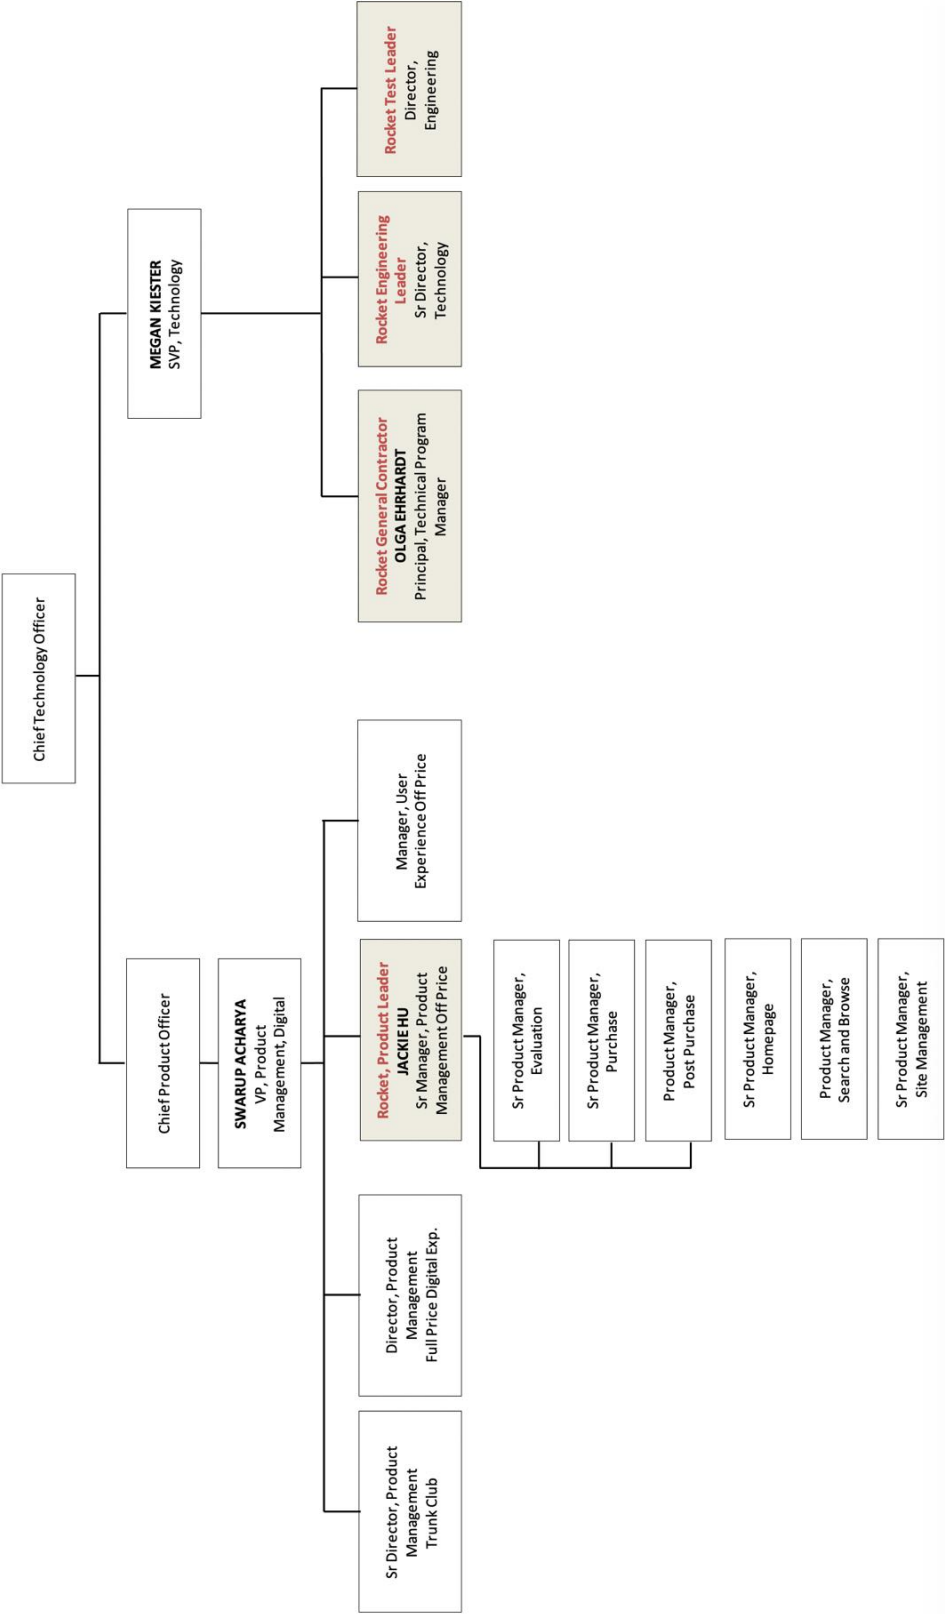 Chief Technology Officer
Chief Product Officer
MEGAN KIESTER
SVP, Technology
SWARUP ACHARYA
VP, Product
Management, Digital
Sr Director, Product
Management
Trunk Club
Director, Product
Management
Full Price Digital Exp.
Rocket, Product Leader
JACKIE HU
Sr Manager, Product
Management Off Price
Manager, User
Experience Off Price
Rocket General Contractor
OLGA EHRHARDT
Principal, Technical Program
Manager
Rocket Engineering
Leader
Sr Director,
Technology
Rocket Test Leader
Director,
Engineering
Sr Product Manager,
Evaluation
Sr Product Manager,
Purchase
Product Manager,
Post Purchase
Sr Product Manager,
Homepage
Product Manager,
Search and Browse
Sr Product Manager,
Site Management